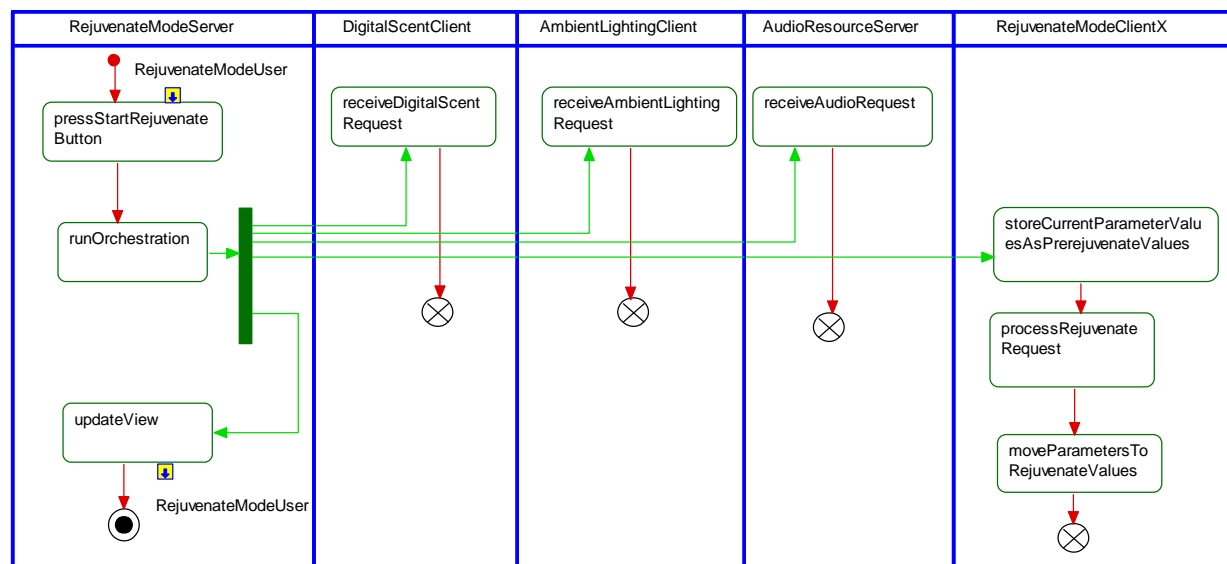 RejuvenateModeServer
DigitalScentClient
AmbientLightingClient
AudioResourceServer
RejuvenateModeClientX
RejuvenateModeUser
pressStartRejuvenate
Button
receiveDigitalScent
Request
receiveAmbientLighting
Request
receiveAudioRequest
runOrchestration
storeCurrentParameterValu
esAsPrerejuvenateValues
processRejuvenate
Request
updateView
moveParametersTo
RejuvenateValues
RejuvenateModeUser